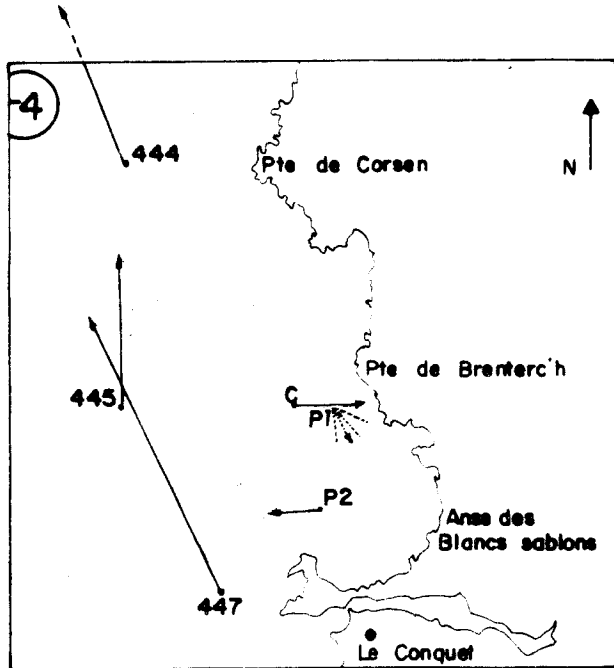 -4
444
Pte de Corsen
N
Pte de Brenterc'h
445
C
P1
P2
Anse des
Blancs sablons
447
Le Conquet